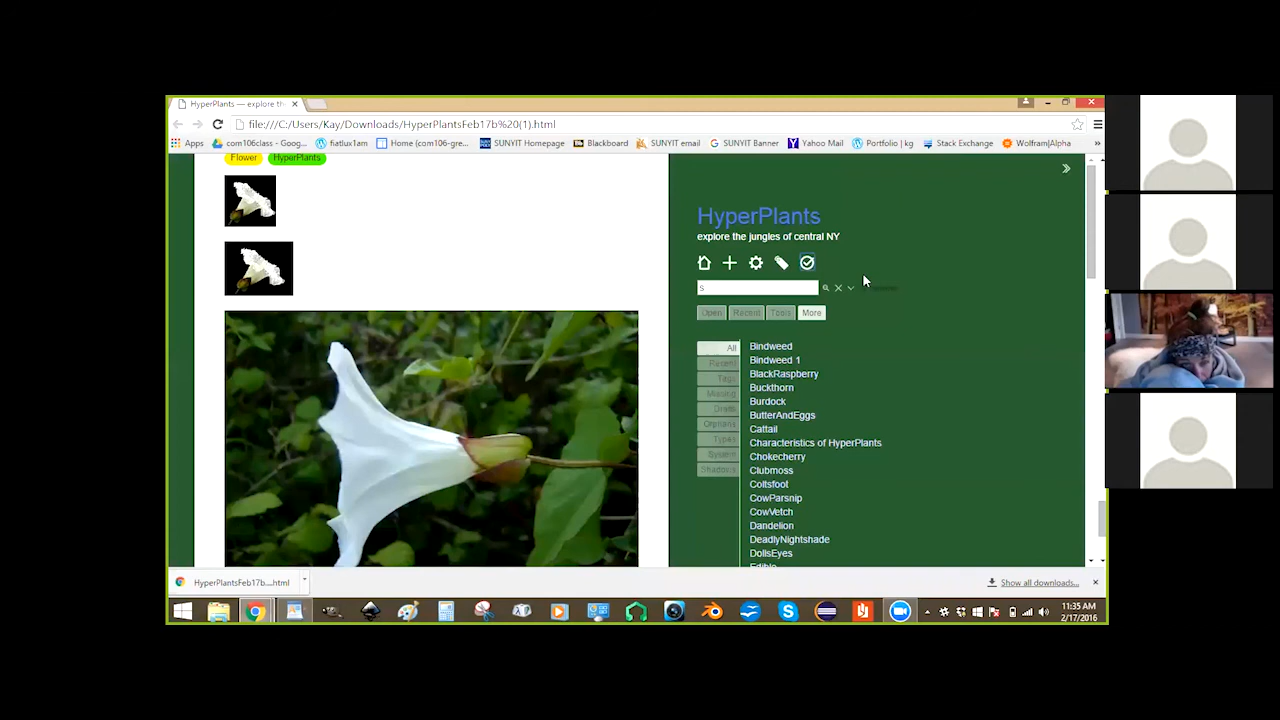 HyperPlants — explore th
file:///C:/Users/Kay/Downloads/HyperPlantsFeb17b%20(1).html
Apps com106class - Goog... fiatlux1am Home (com106-gre... SUNYIT Homepage Blackboard SUNYIT email SUNYIT Banner Yahoo Mail Portfolio | kg Stack Exchange Wolfram|Alpha
Flower HyperPlants
HyperPlants
explore the jungles of central NY
s
Open Recent Tools More
All
Recent
Tags
Missing
Drafts
Orphans
Types
System
Shadows
Bindweed
Bindweed 1
BlackRaspberry
Buckthorn
Burdock
ButterAndEggs
Cattail
Characteristics of HyperPlants
Chokecherry
Clubmoss
Coltsfoot
CowParsnip
CowVetch
Dandelion
DeadlyNightshade
DollsEyes
Edible
HyperPlantsFeb17b....html
Show all downloads...
11:35 AM
2/17/2016